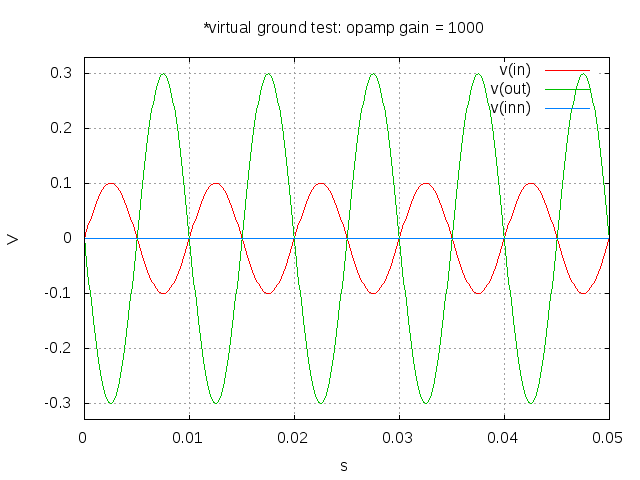 *virtual ground test: opamp gain = 1000
v(in)
v(out)
v(inn)
0.3
0.2
0.1
0
-0.1
-0.2
-0.3
V
0 0.01 0.02 0.03 0.04 0.05
s